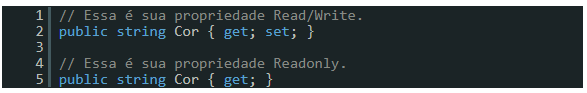 1 // Essa é sua propriedade Read/Write.
2 public string Cor { get; set; }
3
4 // Essa é sua propriedade Readonly.
5 public string Cor { get; }